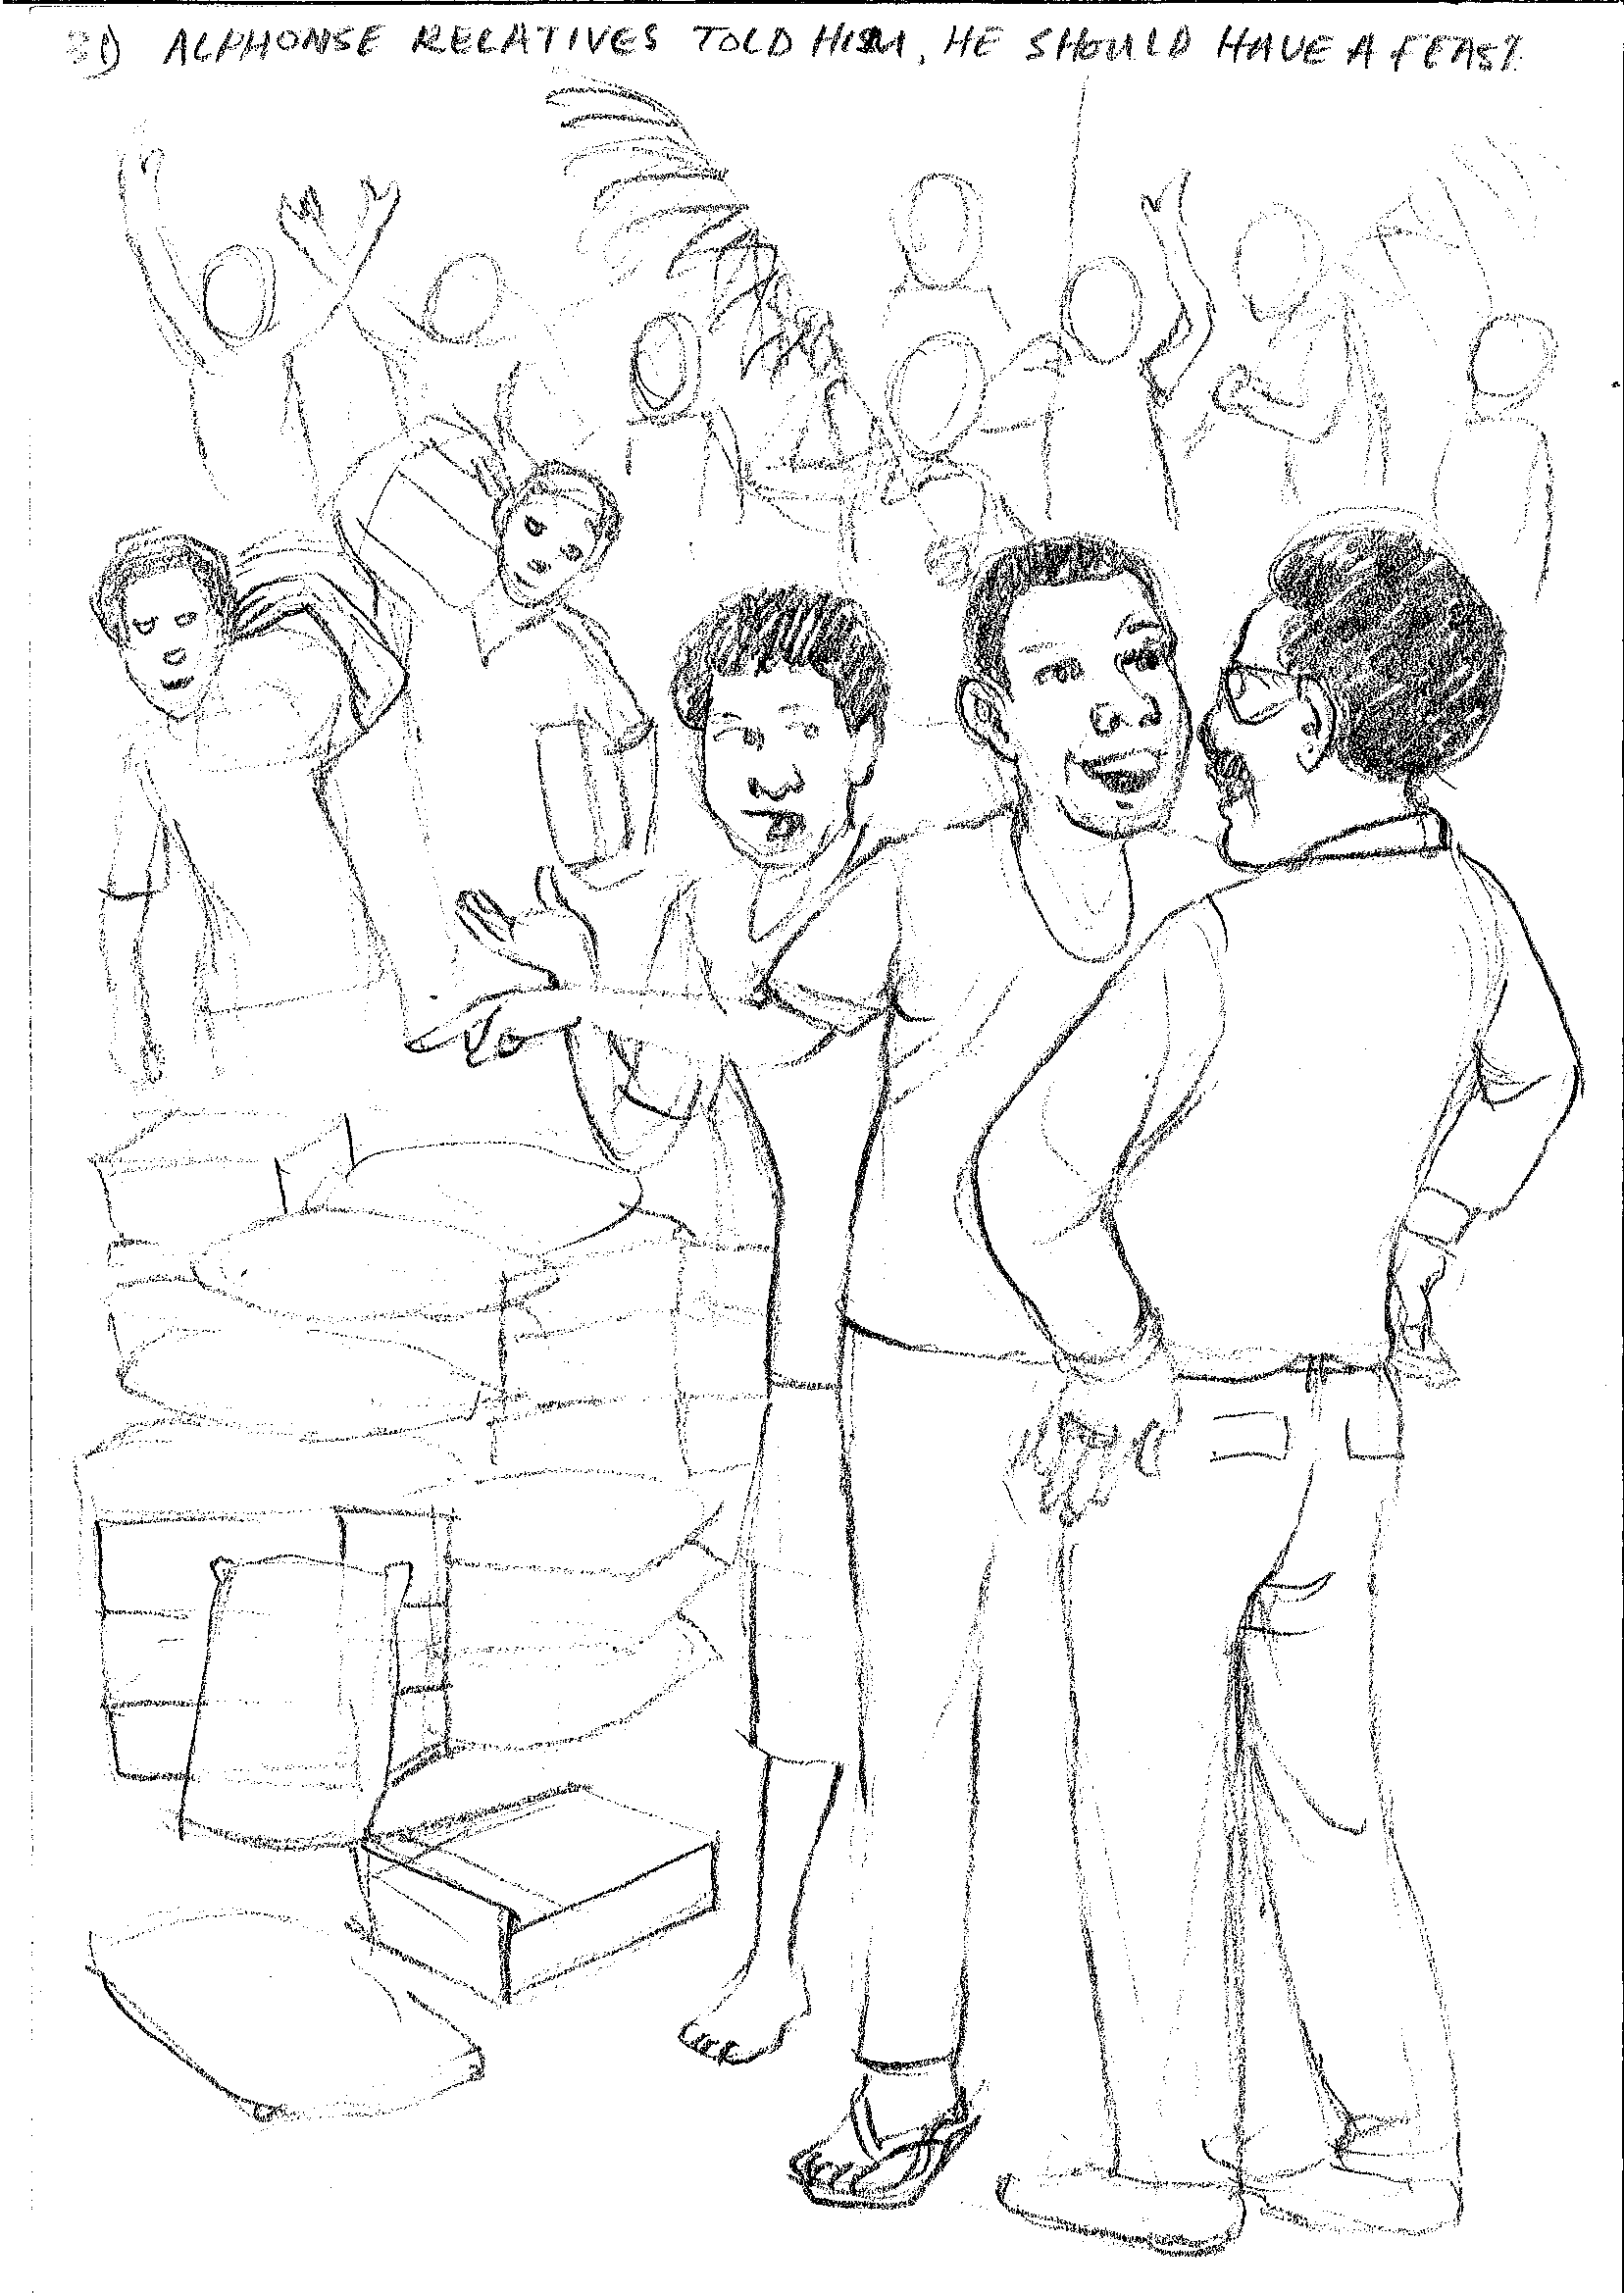 31) ALPHONSE RELATIVES TOLD HIM, HE SHOULD HAVE A FEAST.